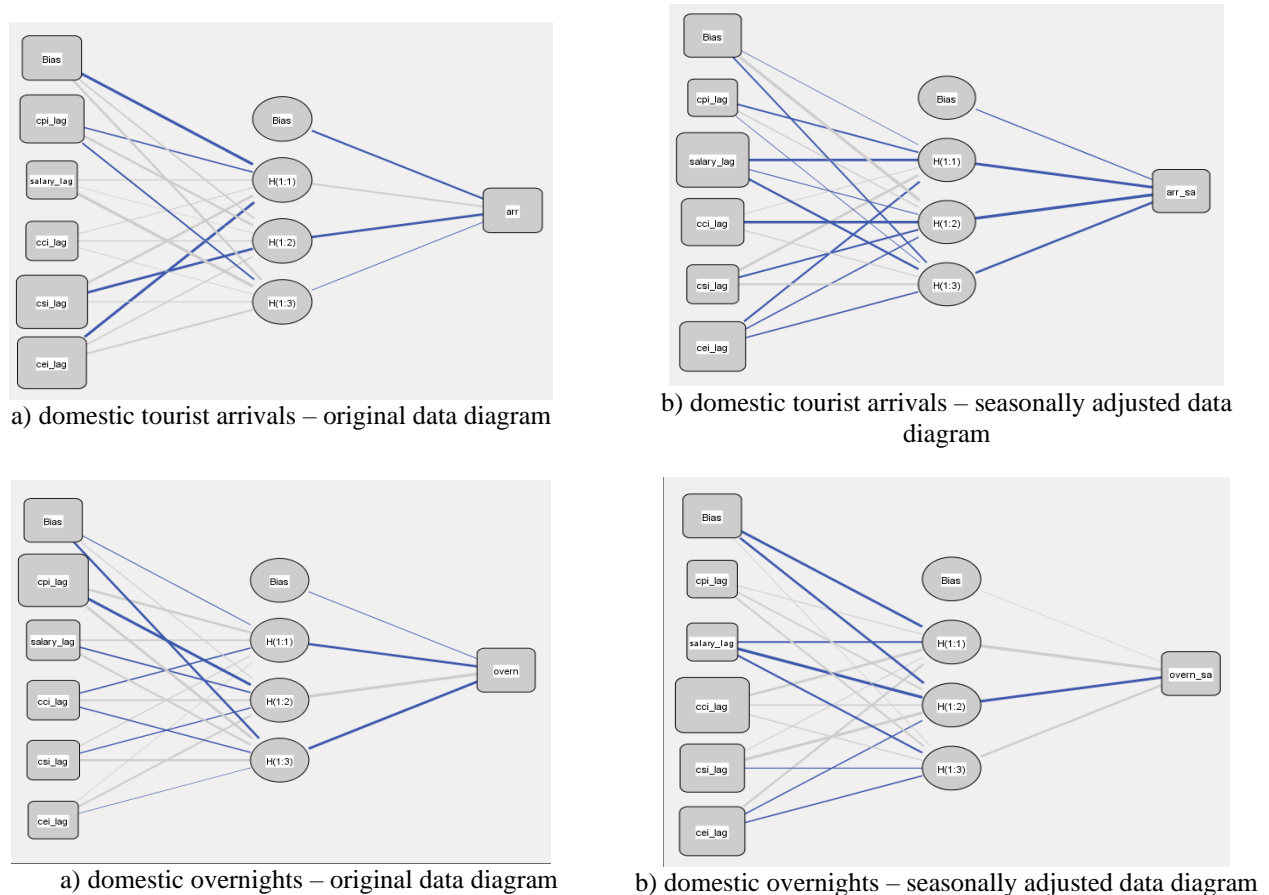 Bias
cpi_lag
salary_lag
cci_lag
csi_lag
cei_lag
Bias
H(1:1)
H(1:2)
H(1:3)
arr
a) domestic tourist arrivals – original data diagram
Bias
cpi_lag
salary_lag
cci_lag
csi_lag
cei_lag
Bias
H(1:1)
H(1:2)
H(1:3)
arr_sa
b) domestic tourist arrivals – seasonally adjusted data
diagram
Bias
cpi_lag
salary_lag
cci_lag
csi_lag
cei_lag
Bias
H(1:1)
H(1:2)
H(1:3)
overn
a) domestic overnights – original data diagram
Bias
cpi_lag
salary_lag
cci_lag
csi_lag
cei_lag
Bias
H(1:1)
H(1:2)
H(1:3)
overn_sa
b) domestic overnights – seasonally adjusted data diagram